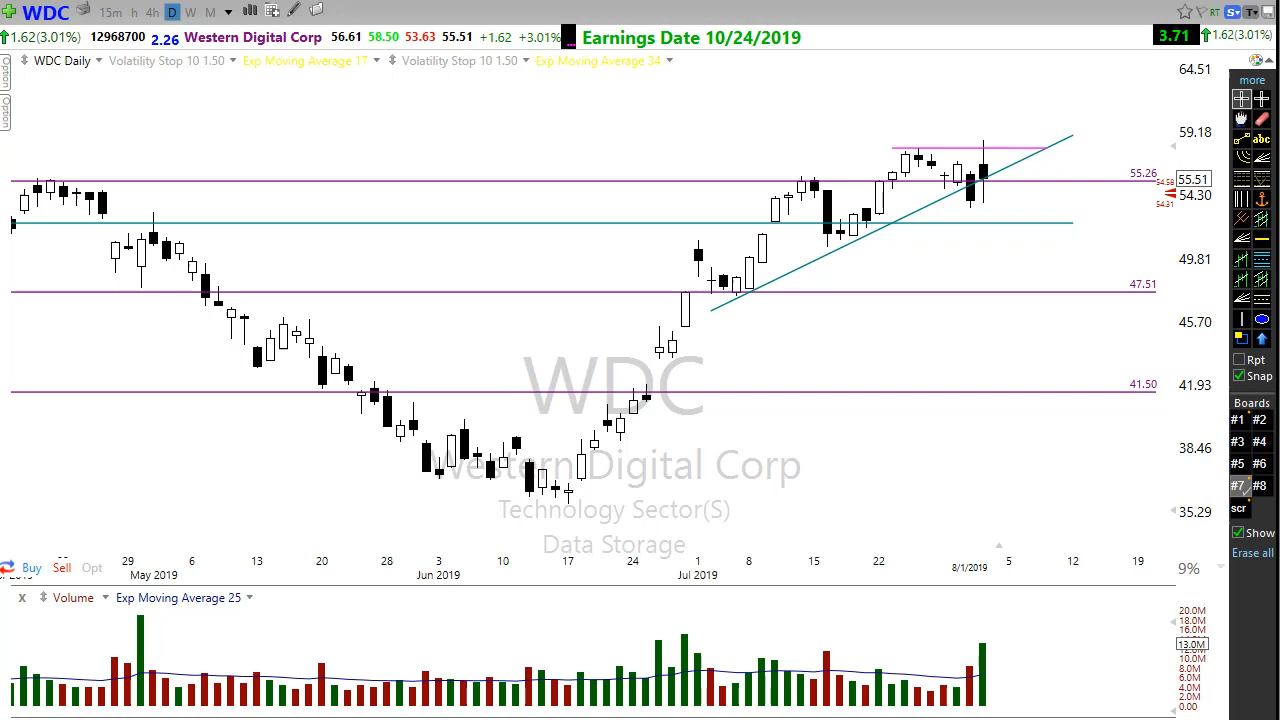 WDC 15m h 4h D W M RT S T
1.62(3.01%) 12968700 2.26 Western Digital Corp 56.61 58.50 53.63 55.51 +1.62 +3.01% Earnings Date 10/24/2019 3.71 1.62(3.01%)
WDC Daily Volatility Stop 10 1.50 Exp Moving Average 17 Volatility Stop 10 1.50 Exp Moving Average 34
Option
Option
64.51
59.18
55.26
54.58
55.51
54.30
54.31
49.81
47.51
45.70
41.93
41.50
38.46
35.29
WDC
Western Digital Corp
Technology Sector(S)
Data Storage
29 6 13 20 28 3 10 17 24 1 8 15 22 8/1/2019 5 12 19
May 2019 Jun 2019 Jul 2019
Buy Sell Opt 9%
X Volume Exp Moving Average 25
20.0M
18.0M
16.0M
13.0M
10.0M
8.0M
6.0M
4.0M
2.0M
0.00
more
abc
Rpt
Snap
Boards
#1 #2
#3 #4
#5 #6
#7 #8
scr
Show
Erase all